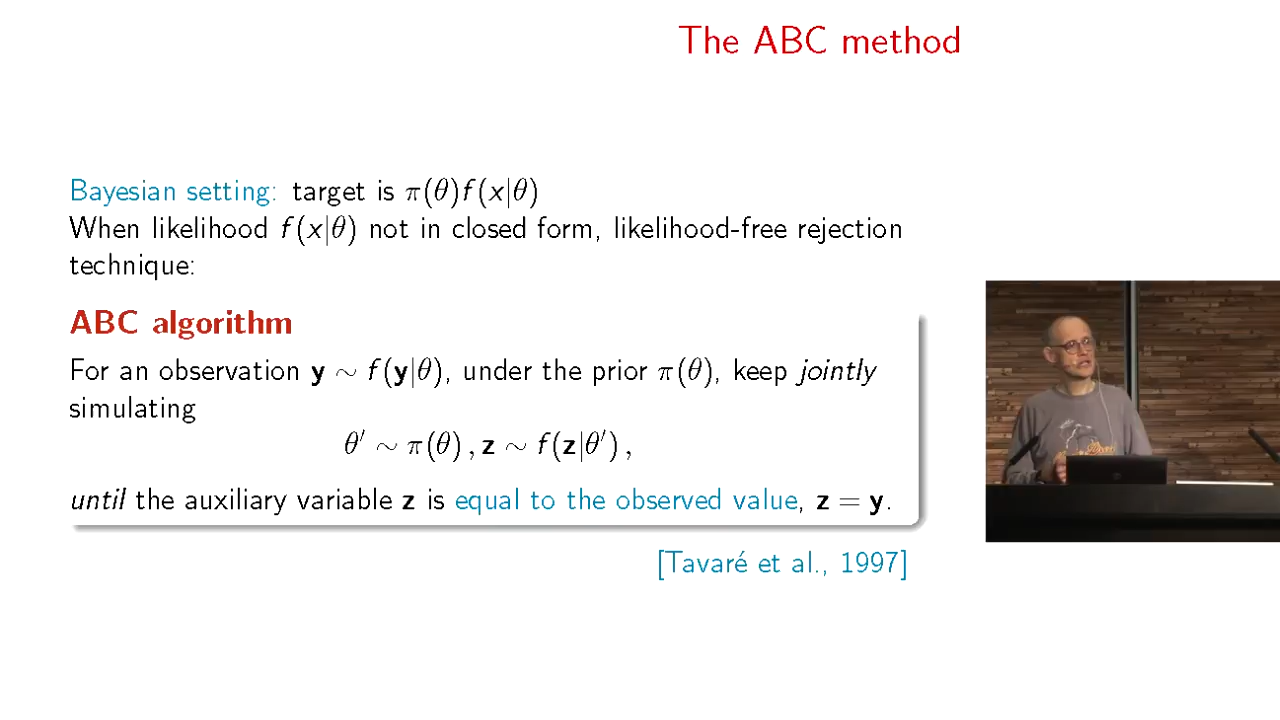 The ABC method
Bayesian setting: target is π(θ)f(x|θ)
When likelihood f(x|θ) not in closed form, likelihood-free rejection
technique:
ABC algorithm
For an observation y ∼ f(y|θ), under the prior π(θ), keep jointly
simulating
θ′ ∼ π(θ) , z ∼ f(z|θ′) ,
until the auxiliary variable z is equal to the observed value, z = y.
[Tavaré et al., 1997]